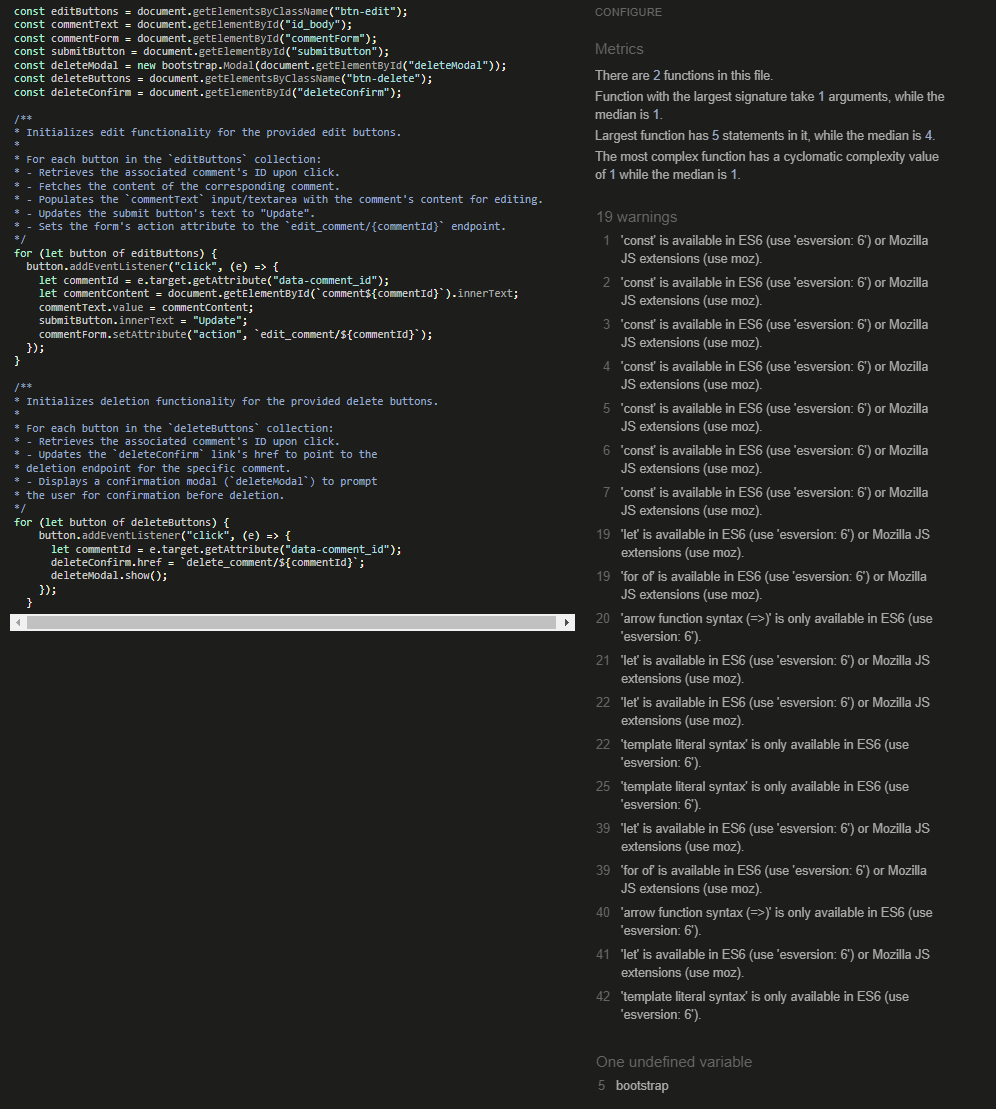 const editButtons = document.getElementsByClassName("btn-edit");
const commentText = document.getElementById("id_body");
const commentForm = document.getElementById("commentForm");
const submitButton = document.getElementById("submitButton");
const deleteModal = new bootstrap.Modal(document.getElementById("deleteModal"));
const deleteButtons = document.getElementsByClassName("btn-delete");
const deleteConfirm = document.getElementById("deleteConfirm");

/**
* Initializes edit functionality for the provided edit buttons.
*
* For each button in the `editButtons` collection:
* - Retrieves the associated comment's ID upon click.
* - Fetches the content of the corresponding comment.
* - Populates the `commentText` input/textarea with the comment's content for editing.
* - Updates the submit button's text to "Update".
* - Sets the form's action attribute to the `edit_comment/{commentId}` endpoint.
*/
for (let button of editButtons) {
  button.addEventListener("click", (e) => {
    let commentId = e.target.getAttribute("data-comment_id");
    let commentContent = document.getElementById(`comment${commentId}`).innerText;
    commentText.value = commentContent;
    submitButton.innerText = "Update";
    commentForm.setAttribute("action", `edit_comment/${commentId}`);
  });
}

/**
* Initializes deletion functionality for the provided delete buttons.
*
* For each button in the `deleteButtons` collection:
* - Retrieves the associated comment's ID upon click.
* - Updates the `deleteConfirm` link's href to point to the
* deletion endpoint for the specific comment.
* - Displays a confirmation modal (`deleteModal`) to prompt
* the user for confirmation before deletion.
*/
for (let button of deleteButtons) {
    button.addEventListener("click", (e) => {
      let commentId = e.target.getAttribute("data-comment_id");
      deleteConfirm.href = `delete_comment/${commentId}`;
      deleteModal.show();
    });
  }
CONFIGURE
Metrics
There are 2 functions in this file.
Function with the largest signature take 1 arguments, while the
median is 1.
Largest function has 5 statements in it, while the median is 4.
The most complex function has a cyclomatic complexity value
of 1 while the median is 1.
19 warnings
1 'const' is available in ES6 (use 'esversion: 6') or Mozilla
JS extensions (use moz).
2 'const' is available in ES6 (use 'esversion: 6') or Mozilla
JS extensions (use moz).
3 'const' is available in ES6 (use 'esversion: 6') or Mozilla
JS extensions (use moz).
4 'const' is available in ES6 (use 'esversion: 6') or Mozilla
JS extensions (use moz).
5 'const' is available in ES6 (use 'esversion: 6') or Mozilla
JS extensions (use moz).
6 'const' is available in ES6 (use 'esversion: 6') or Mozilla
JS extensions (use moz).
7 'const' is available in ES6 (use 'esversion: 6') or Mozilla
JS extensions (use moz).
19 'let' is available in ES6 (use 'esversion: 6') or Mozilla JS
extensions (use moz).
19 'for of' is available in ES6 (use 'esversion: 6') or Mozilla
JS extensions (use moz).
20 'arrow function syntax (=>)' is only available in ES6 (use
'esversion: 6').
21 'let' is available in ES6 (use 'esversion: 6') or Mozilla JS
extensions (use moz).
22 'let' is available in ES6 (use 'esversion: 6') or Mozilla JS
extensions (use moz).
22 'template literal syntax' is only available in ES6 (use
'esversion: 6').
25 'template literal syntax' is only available in ES6 (use
'esversion: 6').
39 'let' is available in ES6 (use 'esversion: 6') or Mozilla JS
extensions (use moz).
39 'for of' is available in ES6 (use 'esversion: 6') or Mozilla
JS extensions (use moz).
40 'arrow function syntax (=>)' is only available in ES6 (use
'esversion: 6').
41 'let' is available in ES6 (use 'esversion: 6') or Mozilla JS
extensions (use moz).
42 'template literal syntax' is only available in ES6 (use
'esversion: 6').
One undefined variable
5 bootstrap